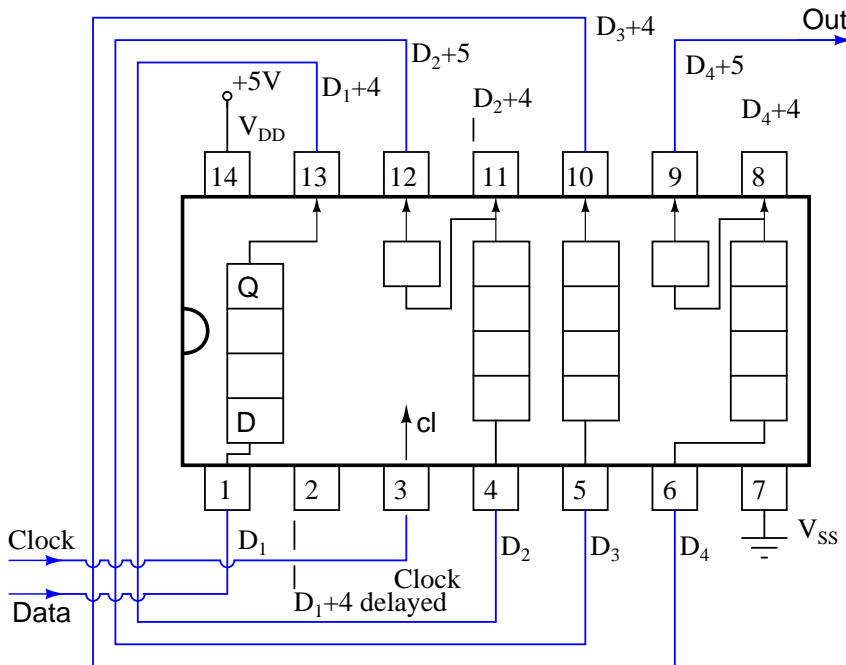 Out
D₃+4
D₂+5
D₄+5
+5V
D₁+4
D₂+4
D₄+4
V_DD
14 13 12 11 10 9 8
Q
D
cl
1 2 3 4 5 6 7
Clock
D₁
D₂
D₃
D₄
V_SS
Clock
Data
D₁+4 delayed